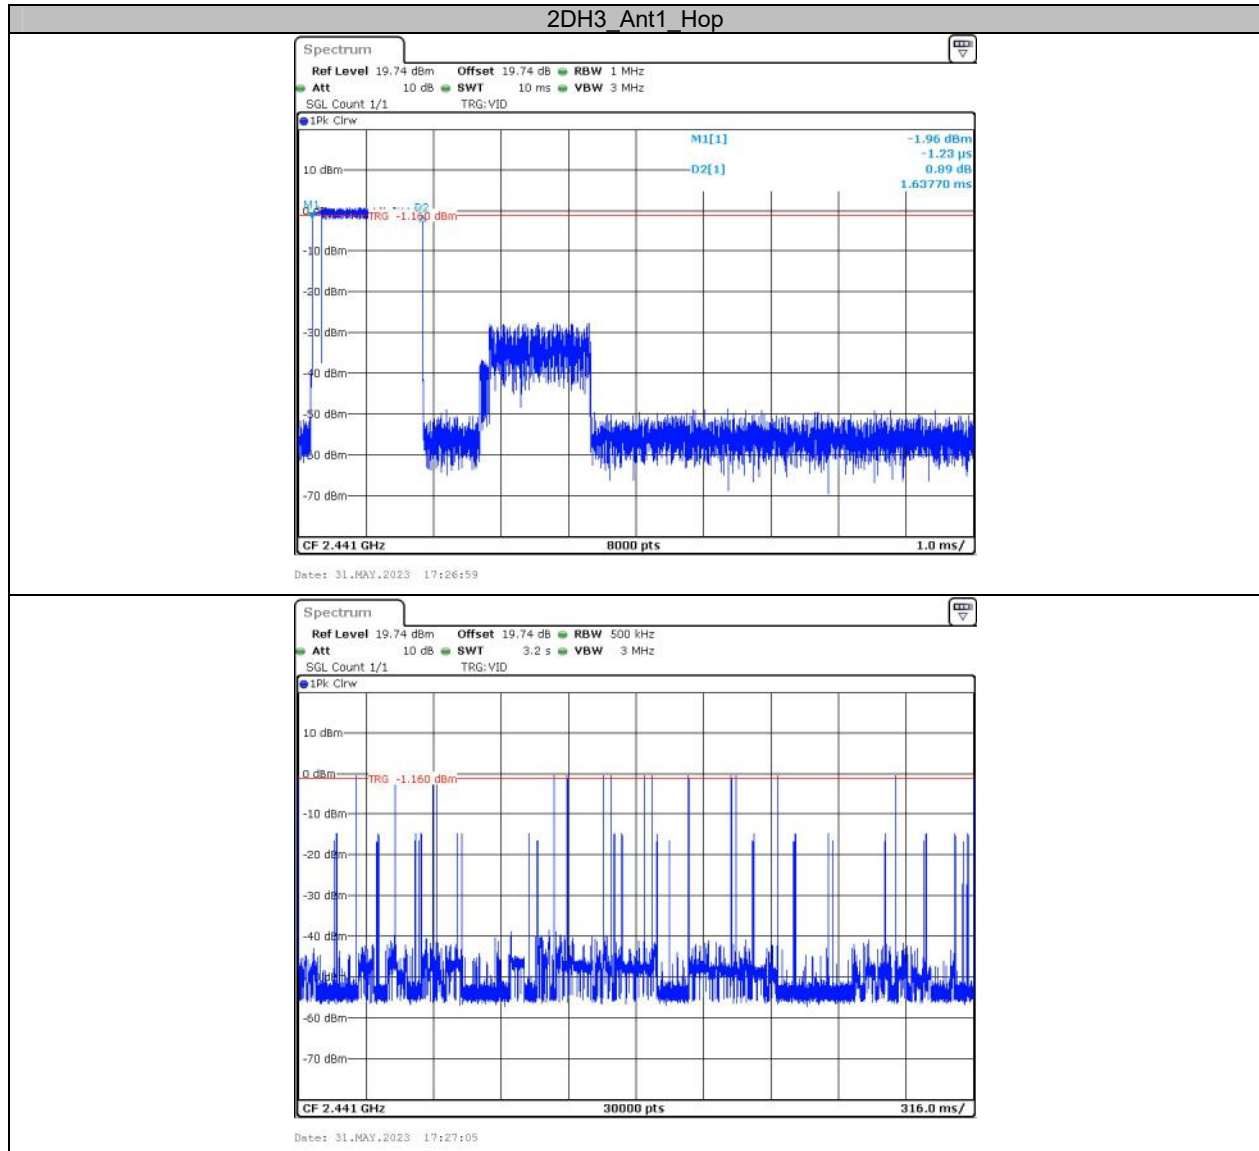 2DH3_Ant1_Hop
Spectrum
Ref Level 19.74 dBm Offset 19.74 dB RBW 1 MHz
Att 10 dB SWT 10 ms VBW 3 MHz
SGL Count 1/1 TRG:VID
1Pk Clrw
M1[1] -1.96 dBm
-1.23 µs
D2[1] 0.89 dB
1.63770 ms
10 dBm
M1 D2
TRG -1.160 dBm
-10 dBm
-20 dBm
-30 dBm
-40 dBm
-50 dBm
-60 dBm
-70 dBm
CF 2.441 GHz 8000 pts 1.0 ms/
Date: 31.MAY.2023 17:26:59
Spectrum
Ref Level 19.74 dBm Offset 19.74 dB RBW 500 kHz
Att 10 dB SWT 3.2 s VBW 3 MHz
SGL Count 1/1 TRG:VID
1Pk Clrw
10 dBm
0 dBm
TRG -1.160 dBm
-10 dBm
-20 dBm
-30 dBm
-40 dBm
-60 dBm
-70 dBm
CF 2.441 GHz 30000 pts 316.0 ms/
Date: 31.MAY.2023 17:27:05